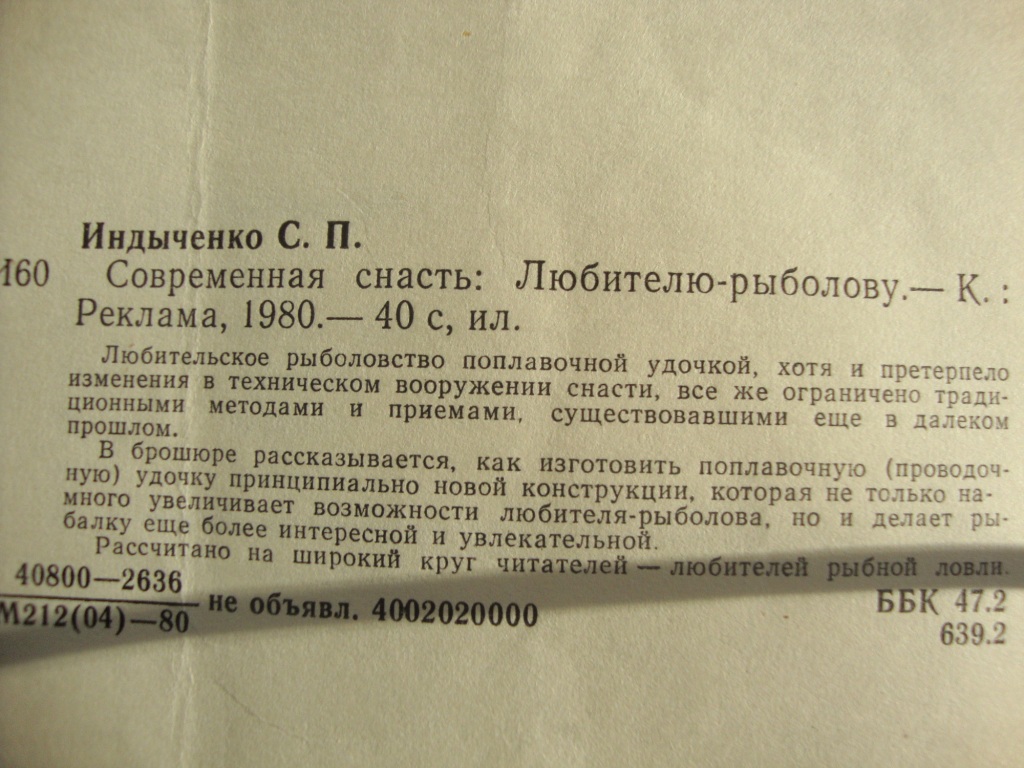 Индыченко С. П.
И60 Современная снасть: Любителю-рыболову.— К. :
Реклама, 1980.— 40 с, ил.
Любительское рыболовство поплавочной удочкой, хотя и претерпело
изменения в техническом вооружении снасти, все же ограничено тради-
ционными методами и приемами, существовавшими еще в далеком
прошлом.
В брошюре рассказывается, как изготовить поплавочную (проводоч-
ную) удочку принципиально новой конструкции, которая не только на-
много увеличивает возможности любителя-рыболова, но и делает ры-
балку еще более интересной и увлекательной.
Рассчитано на широкий круг читателей — любителей рыбной ловли.
40800—2636
М212(04)—80 не объявл. 4002020000
ББК 47.2
639.2